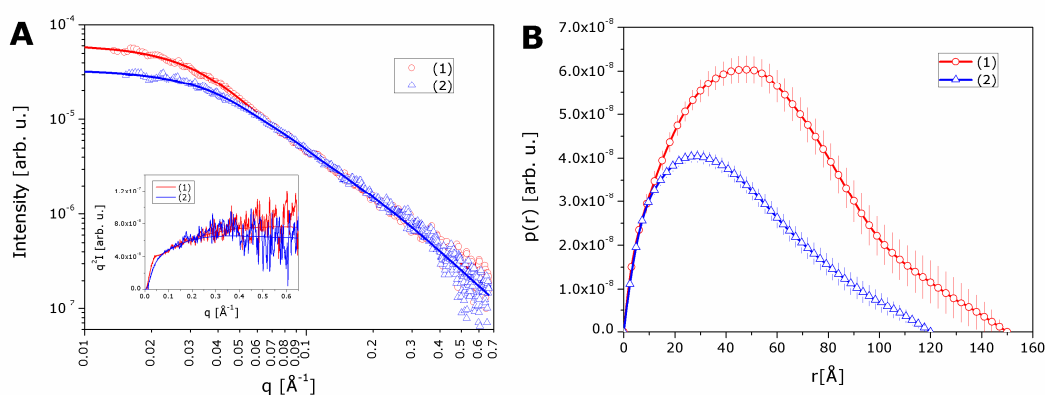 A
Intensity [arb. u.]
10⁻⁴
10⁻⁵
10⁻⁶
10⁻⁷
(1)
(2)
q²I [arb. u.]
8.0x10⁻⁸
4.0x10⁻⁸
0.0
(1)
(2)
0.0 0.1 0.2 0.3 0.4 0.5 0.6
q [Å⁻¹]
0.01 0.02 0.03 0.04 0.05 0.06 0.07 0.08 0.09 0.1 0.2 0.3 0.4 0.5 0.6 0.7
q [Å⁻¹]
B
p(r) [arb. u.]
7.0x10⁻⁸
6.0x10⁻⁸
5.0x10⁻⁸
4.0x10⁻⁸
3.0x10⁻⁸
2.0x10⁻⁸
1.0x10⁻⁸
0.0
(1)
(2)
0 20 40 60 80 100 120 140 160
r[Å]